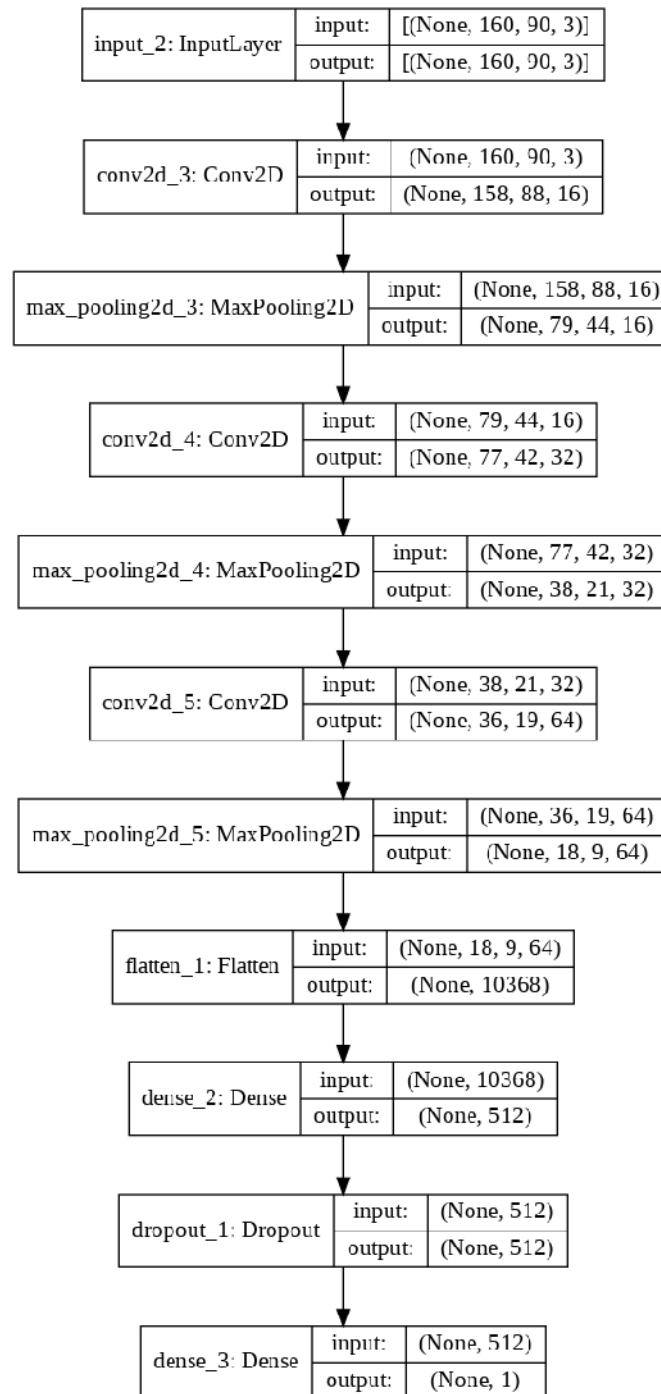 input_2: InputLayer
input: [(None, 160, 90, 3)]
output: [(None, 160, 90, 3)]
conv2d_3: Conv2D
input: (None, 160, 90, 3)
output: (None, 158, 88, 16)
max_pooling2d_3: MaxPooling2D
input: (None, 158, 88, 16)
output: (None, 79, 44, 16)
conv2d_4: Conv2D
input: (None, 79, 44, 16)
output: (None, 77, 42, 32)
max_pooling2d_4: MaxPooling2D
input: (None, 77, 42, 32)
output: (None, 38, 21, 32)
conv2d_5: Conv2D
input: (None, 38, 21, 32)
output: (None, 36, 19, 64)
max_pooling2d_5: MaxPooling2D
input: (None, 36, 19, 64)
output: (None, 18, 9, 64)
flatten_1: Flatten
input: (None, 18, 9, 64)
output: (None, 10368)
dense_2: Dense
input: (None, 10368)
output: (None, 512)
dropout_1: Dropout
input: (None, 512)
output: (None, 512)
dense_3: Dense
input: (None, 512)
output: (None, 1)